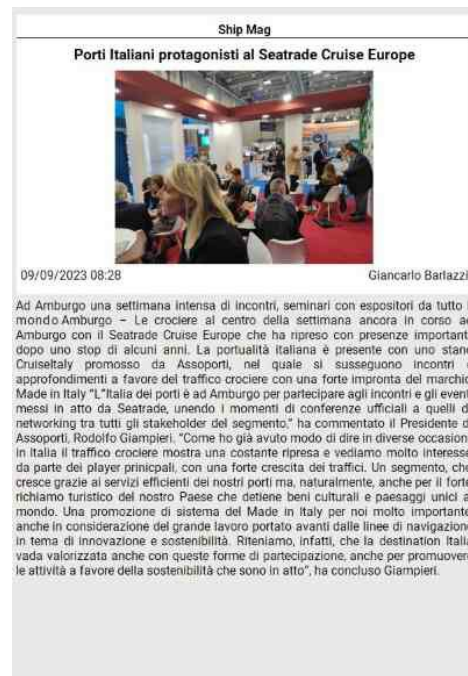 Ship Mag
Porti Italiani protagonisti al Seatrade Cruise Europe
09/09/2023 08:28
Giancarlo Barlazzi
Ad Amburgo una settimana intensa di incontri, seminari con espositori da tutto
mondo Amburgo – Le crociere al centro della settimana ancora in corso ad
Amburgo con il Seatrade Cruise Europe che ha ripreso con presenze important
dopo uno stop di alcuni anni. La portualità italiana è presente con uno stand
CruiseItaly promosso da Assoporti, nel quale si susseguono incontri
approfondimenti a favore del traffico crociere con una forte impronta del marchio
Made in Italy "L'"Italia dei porti è ad Amburgo per partecipare agli incontri e gli event
messi in atto da Seatrade, unendo i momenti di conferenze ufficiali a quelli d
networking tra tutti gli stakeholder del segmento," ha commentato il Presidente d
Assoporti, Rodolfo Giampieri. "Come ho già avuto modo di dire in diverse occasion
in Italia il traffico crociere mostra una costante ripresa e vediamo molto interesse
da parte dei player prinicpali, con una forte crescita dei traffici. Un segmento, che
cresce grazie ai servizi efficienti dei nostri porti ma, naturalmente, anche per il forte
richiamo turistico del nostro Paese che detiene beni culturali e paesaggi unici a
mondo. Una promozione di sistema del Made in Italy per noi molto importante
anche in considerazione del grande lavoro portato avanti dalle linee di navigazione
in tema di innovazione e sostenibilità. Riteniamo, infatti, che la destination Italia
vada valorizzata anche con queste forme di partecipazione, anche per promuovere
le attività a favore della sostenibilità che sono in atto", ha concluso Giampieri.